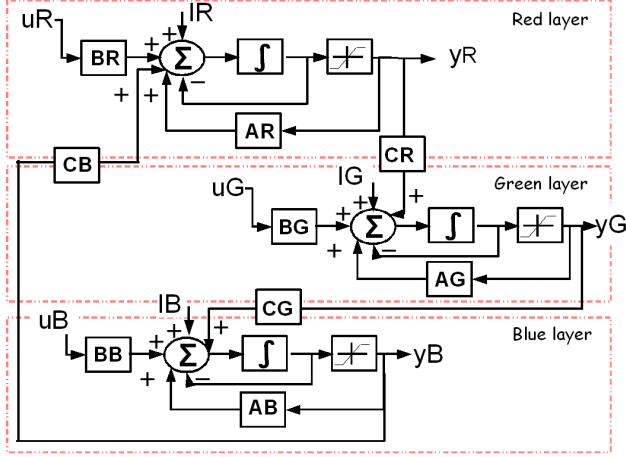 uR
IR
Red layer
+
+
BR
Σ
∫
yR
−
+
+
AR
CB
CR
IG
Green layer
uG
+
+
+
BG
Σ
∫
yG
+
−
AG
IB
CG
uB
+
+
+
Blue layer
BB
Σ
∫
yB
+
−
AB